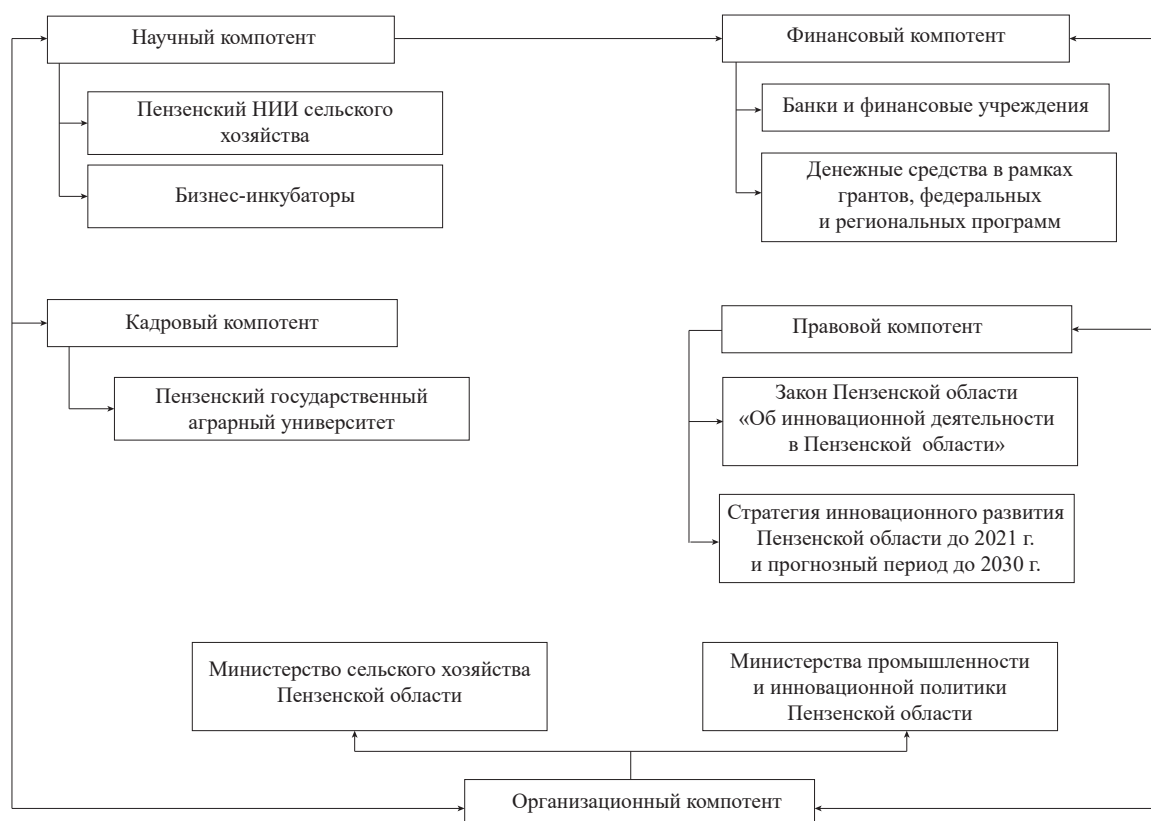 Научный компотент
Финансовый компотент
Пензенский НИИ сельского
хозяйства
Банки и финансовые учреждения
Бизнес-инкубаторы
Денежные средства в рамках
грантов, федеральных
и региональных программ
Кадровый компотент
Правовой компотент
Пензенский государственный
аграрный университет
Закон Пензенской области
«Об инновационной деятельности
в Пензенской области»
Стратегия инновационного развития
Пензенской области до 2021 г.
и прогнозный период до 2030 г.
Министерство сельского хозяйства
Пензенской области
Министерства промышленности
и инновационной политики
Пензенской области
Организационный компотент